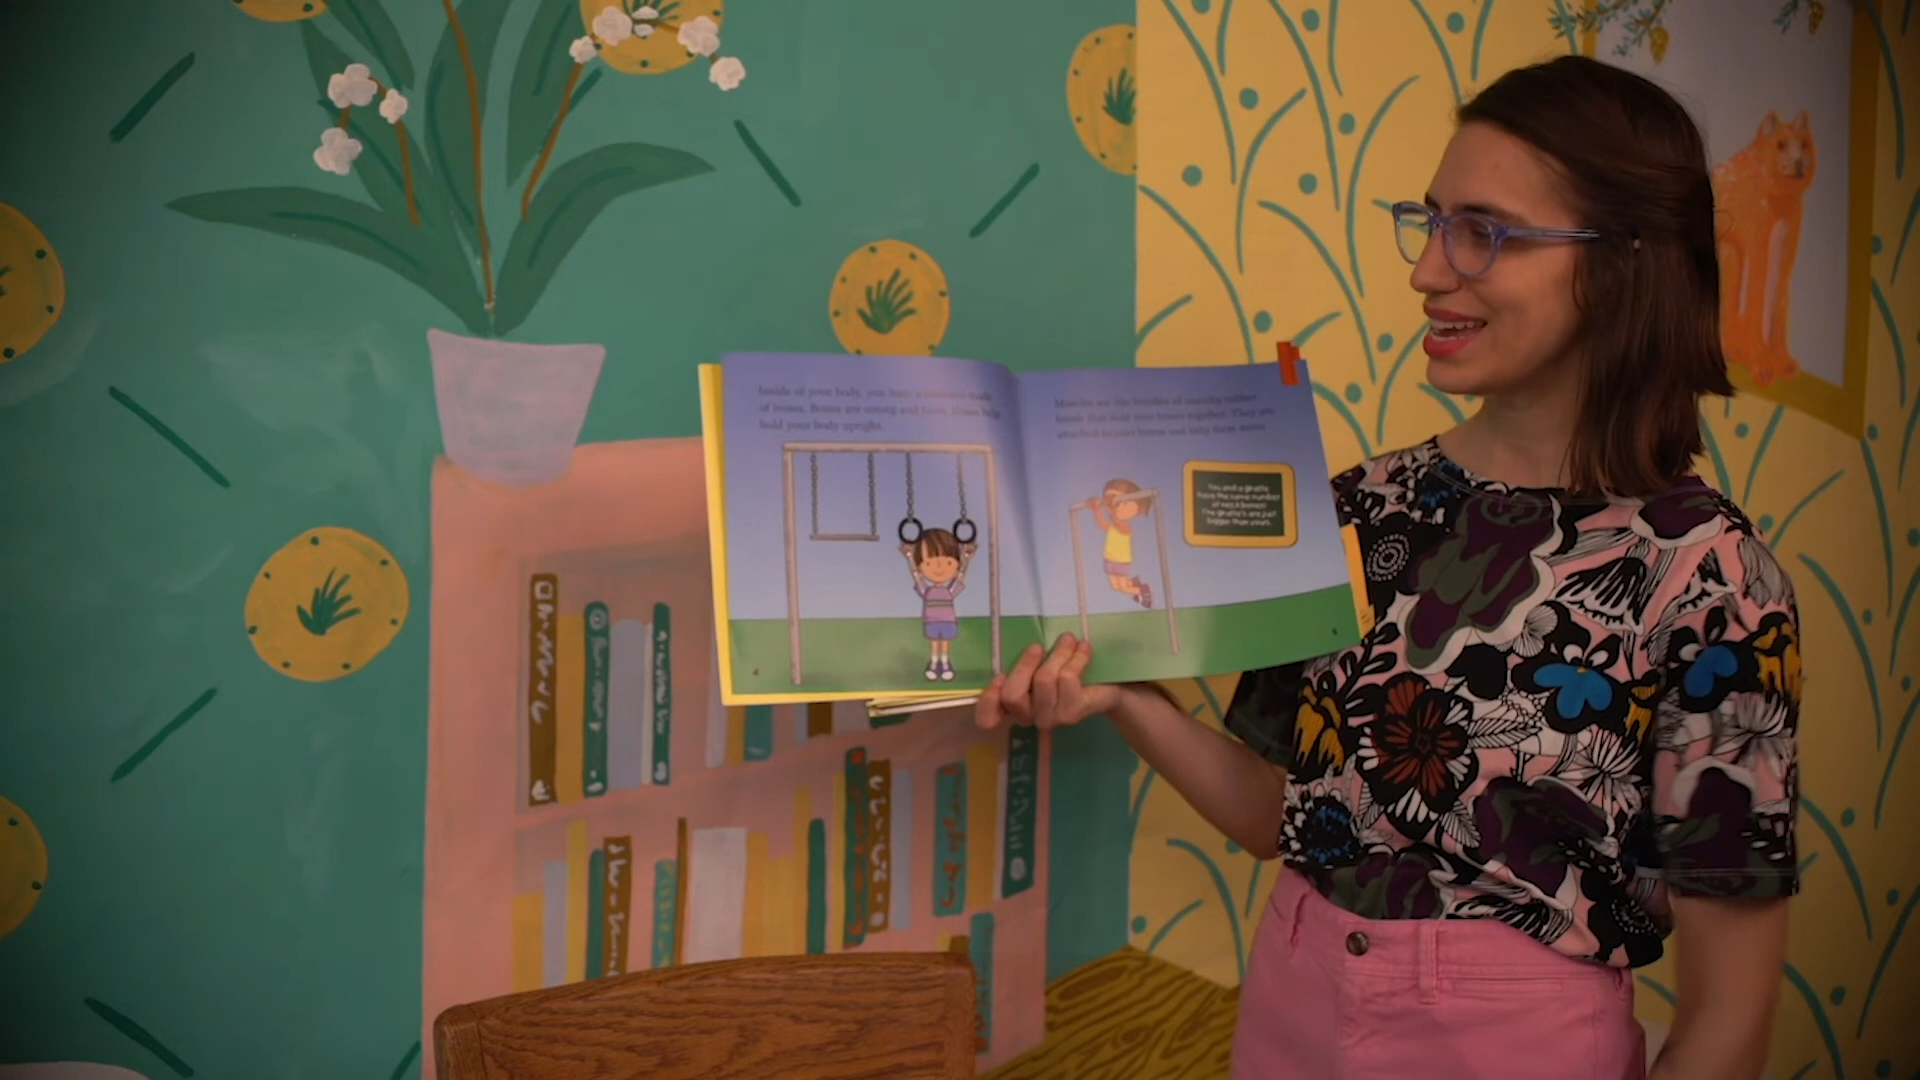 Inside of your body, you have a skeleton made
of bones. Bones are strong and hard. Bones help
hold your body upright.
Muscles are like bundles of stretchy rubber
bands that hold your bones together. They are
attached to your bones and help them move.
You and a giraffe
have the same number
of neck bones!
The giraffe's are just
bigger than yours.
4